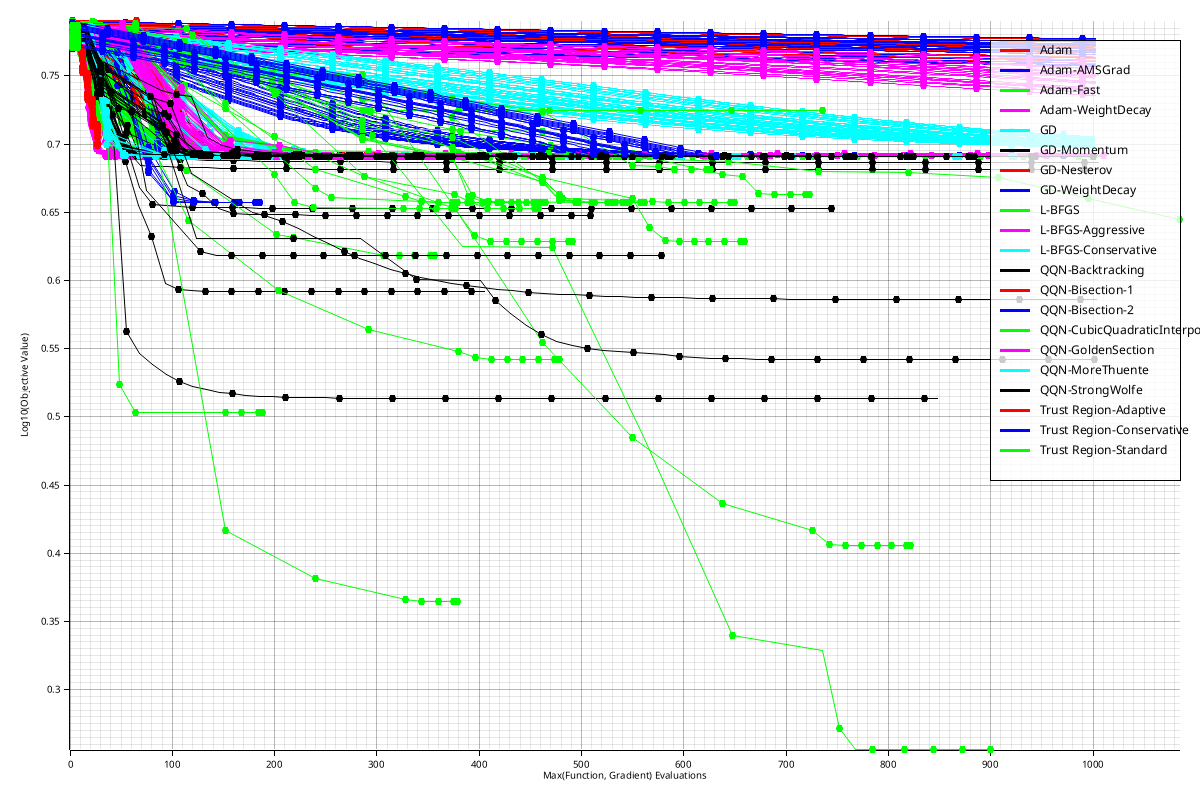 Adam
Adam-AMSGrad
Adam-Fast
Adam-WeightDecay
GD
GD-Momentum
GD-Nesterov
GD-WeightDecay
L-BFGS
L-BFGS-Aggressive
L-BFGS-Conservative
QQN-Backtracking
QQN-Bisection-1
QQN-Bisection-2
QQN-CubicQuadraticInterpo
QQN-GoldenSection
QQN-MoreThuente
QQN-StrongWolfe
Trust Region-Adaptive
Trust Region-Conservative
Trust Region-Standard
Log10(Objective Value)
0.75
0.7
0.65
0.6
0.55
0.5
0.45
0.4
0.35
0.3
0 100 200 300 400 500 600 700 800 900 1000
Max(Function, Gradient) Evaluations